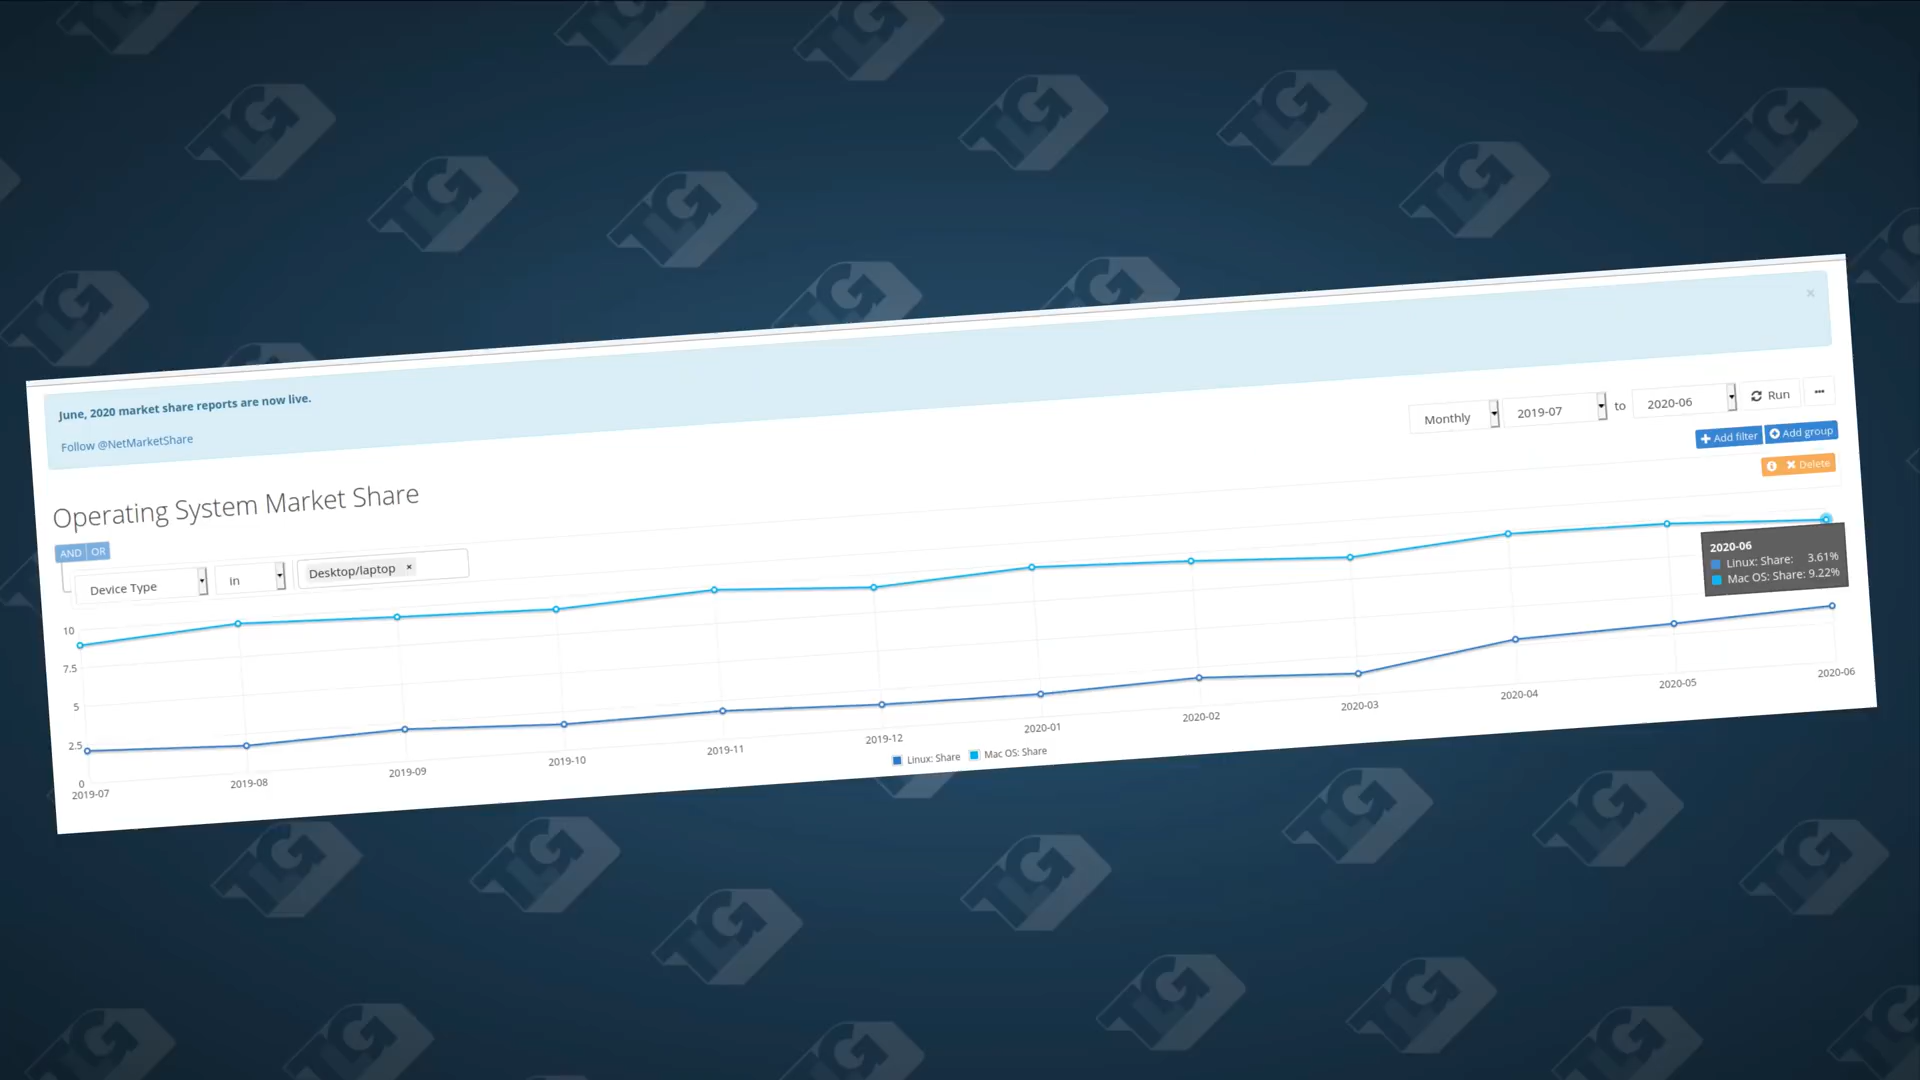 ×
June, 2020 market share reports are now live.
Follow @NetMarketShare
Monthly 2019-07 to 2020-06 Run ...
Add filter Add group
Delete
Operating System Market Share
AND OR
Device Type In Desktop/laptop ×
2020-06
Linux: Share: 3.61%
Mac OS: Share: 9.22%
10
7.5
5
2.5
0
2019-07 2019-08 2019-09 2019-10 2019-11 2019-12 2020-01 2020-02 2020-03 2020-04 2020-05 2020-06
Linux: Share Mac OS: Share
TLG